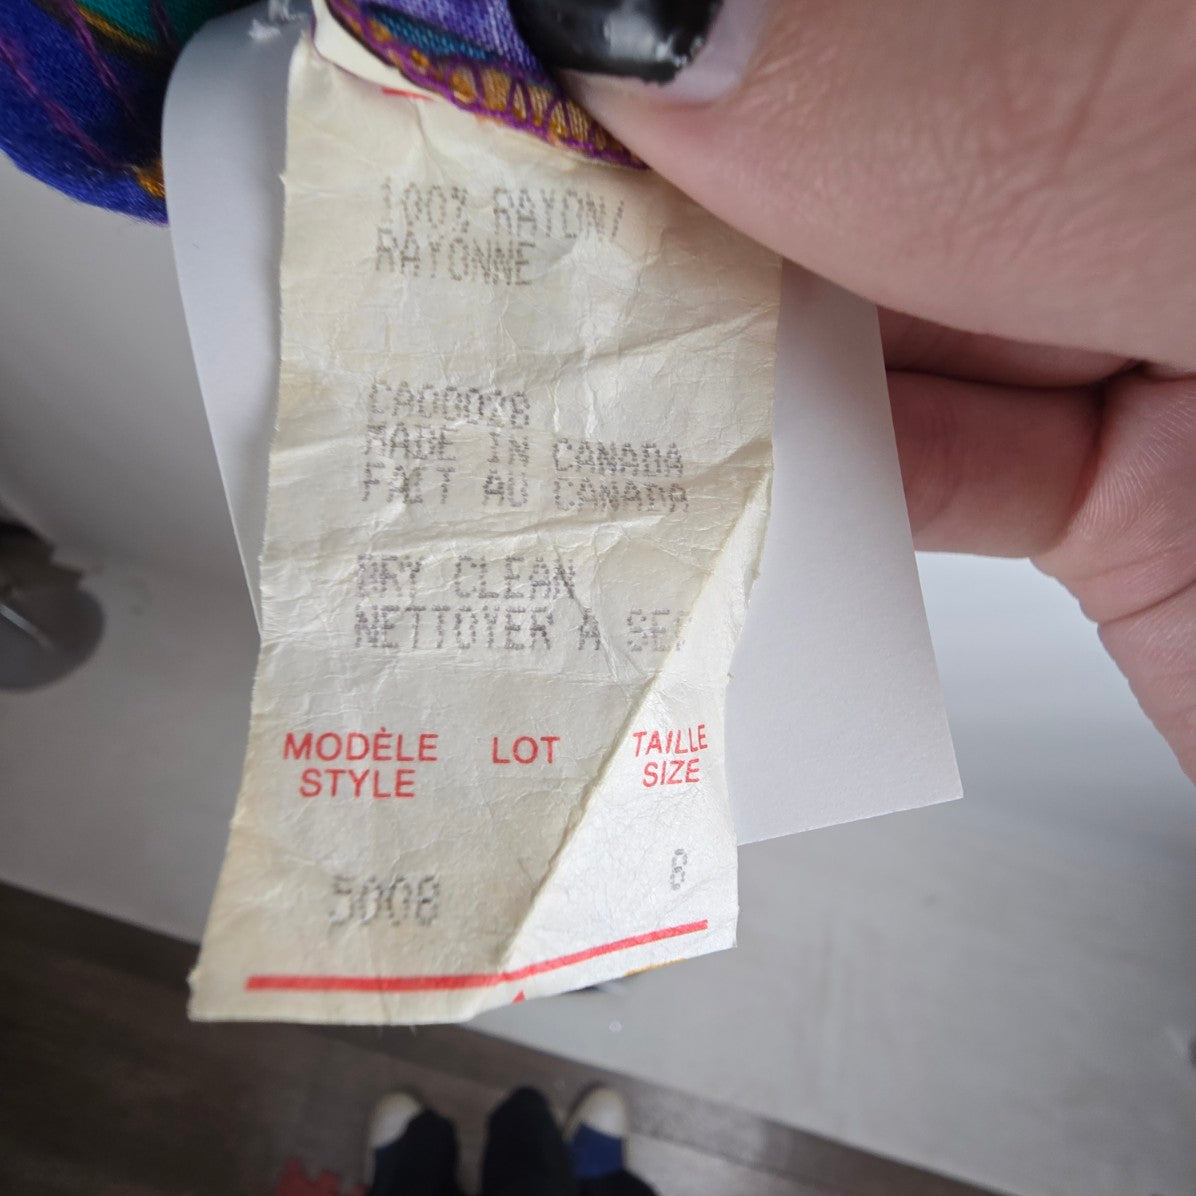 100% RAYON/
RAYONNE
MADE IN CANADA
FAIT AU CANADA
DRY CLEAN
NETTOYER A SEC
MODÈLE LOT TAILLE
STYLE SIZE
5008 8